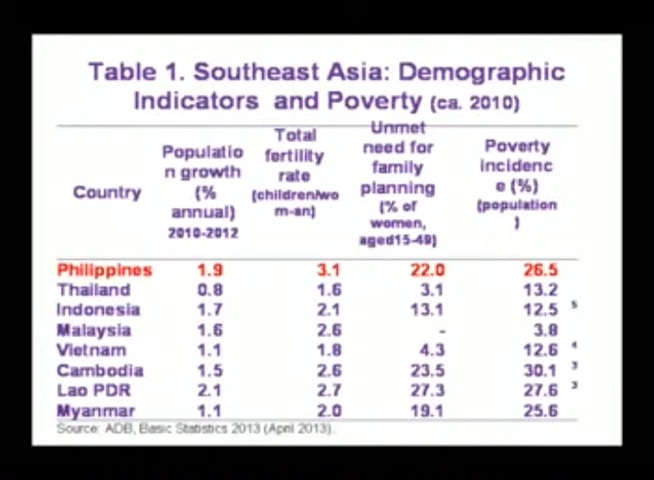 Table 1. Southeast Asia: Demographic
Indicators and Poverty (ca. 2010)
Country
Populatio
n growth
(%
annual)
2010-2012
Total
fertility
rate
(children/wo
m-an)
Unmet
need for
family
planning
(% of
women,
aged15-49)
Poverty
incidenc
e (%)
(population
)
Philippines 1.9 3.1 22.0 26.5
Thailand 0.8 1.6 3.1 13.2
Indonesia 1.7 2.1 13.1 12.5 5
Malaysia 1.6 2.6 - 3.8
Vietnam 1.1 1.8 4.3 12.6 4
Cambodia 1.5 2.6 23.5 30.1 3
Lao PDR 2.1 2.7 27.3 27.6 3
Myanmar 1.1 2.0 19.1 25.6
Source: ADB, Basic Statistics 2013 (April 2013).